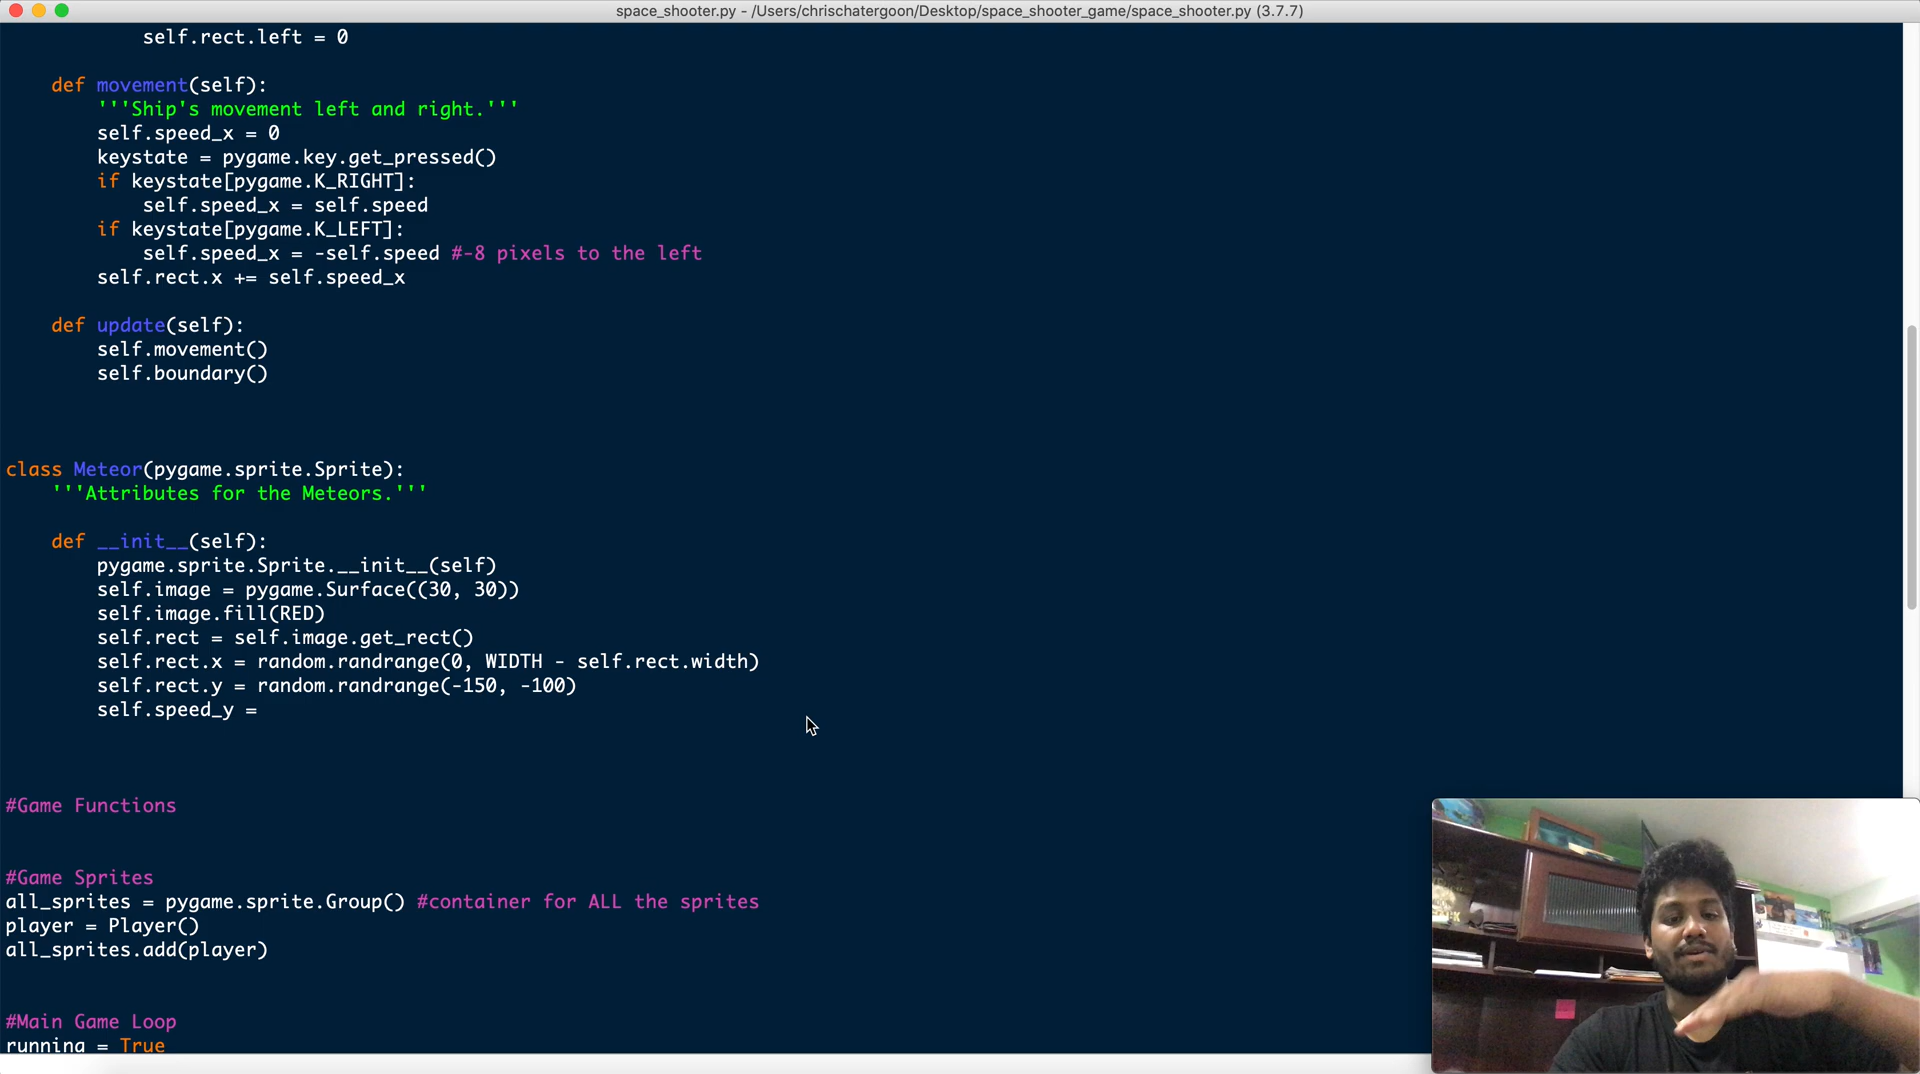 space_shooter.py - /Users/chrischatergoon/Desktop/space_shooter_game/space_shooter.py (3.7.7)
            self.rect.left = 0
    def movement(self):
        '''Ship's movement left and right.'''
        self.speed_x = 0
        keystate = pygame.key.get_pressed()
        if keystate[pygame.K_RIGHT]:
            self.speed_x = self.speed
        if keystate[pygame.K_LEFT]:
            self.speed_x = -self.speed #-8 pixels to the left
        self.rect.x += self.speed_x
    def update(self):
        self.movement()
        self.boundary()
class Meteor(pygame.sprite.Sprite):
    '''Attributes for the Meteors.'''
    def __init__(self):
        pygame.sprite.Sprite.__init__(self)
        self.image = pygame.Surface((30, 30))
        self.image.fill(RED)
        self.rect = self.image.get_rect()
        self.rect.x = random.randrange(0, WIDTH - self.rect.width)
        self.rect.y = random.randrange(-150, -100)
        self.speed_y =
#Game Functions
#Game Sprites
all_sprites = pygame.sprite.Group() #container for ALL the sprites
player = Player()
all_sprites.add(player)
#Main Game Loop
running = True